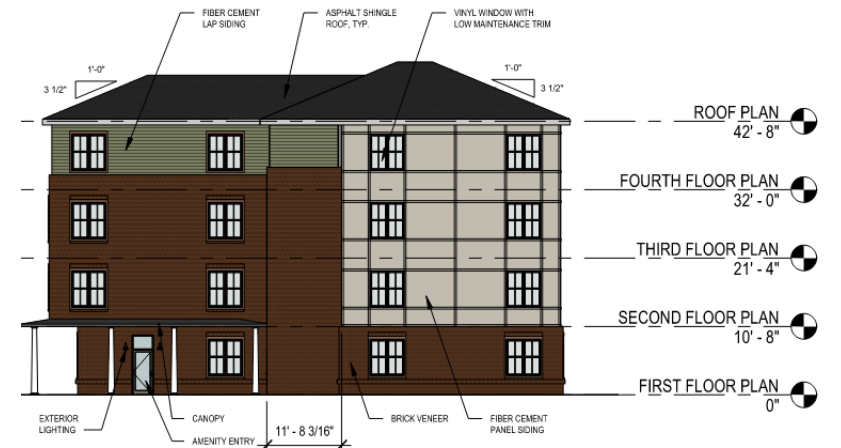 FIBER CEMENT
LAP SIDING
ASPHALT SHINGLE
ROOF, TYP.
VINYL WINDOW WITH
LOW MAINTENANCE TRIM
1'-0"
3 1/2"
1'-0"
3 1/2"
ROOF PLAN
42' - 8"
FOURTH FLOOR PLAN
32' - 0"
THIRD FLOOR PLAN
21' - 4"
SECOND FLOOR PLAN
10' - 8"
FIRST FLOOR PLAN
0"
EXTERIOR
LIGHTING
CANOPY
AMENITY ENTRY
11' - 8 3/16"
BRICK VENEER
FIBER CEMENT
PANEL SIDING